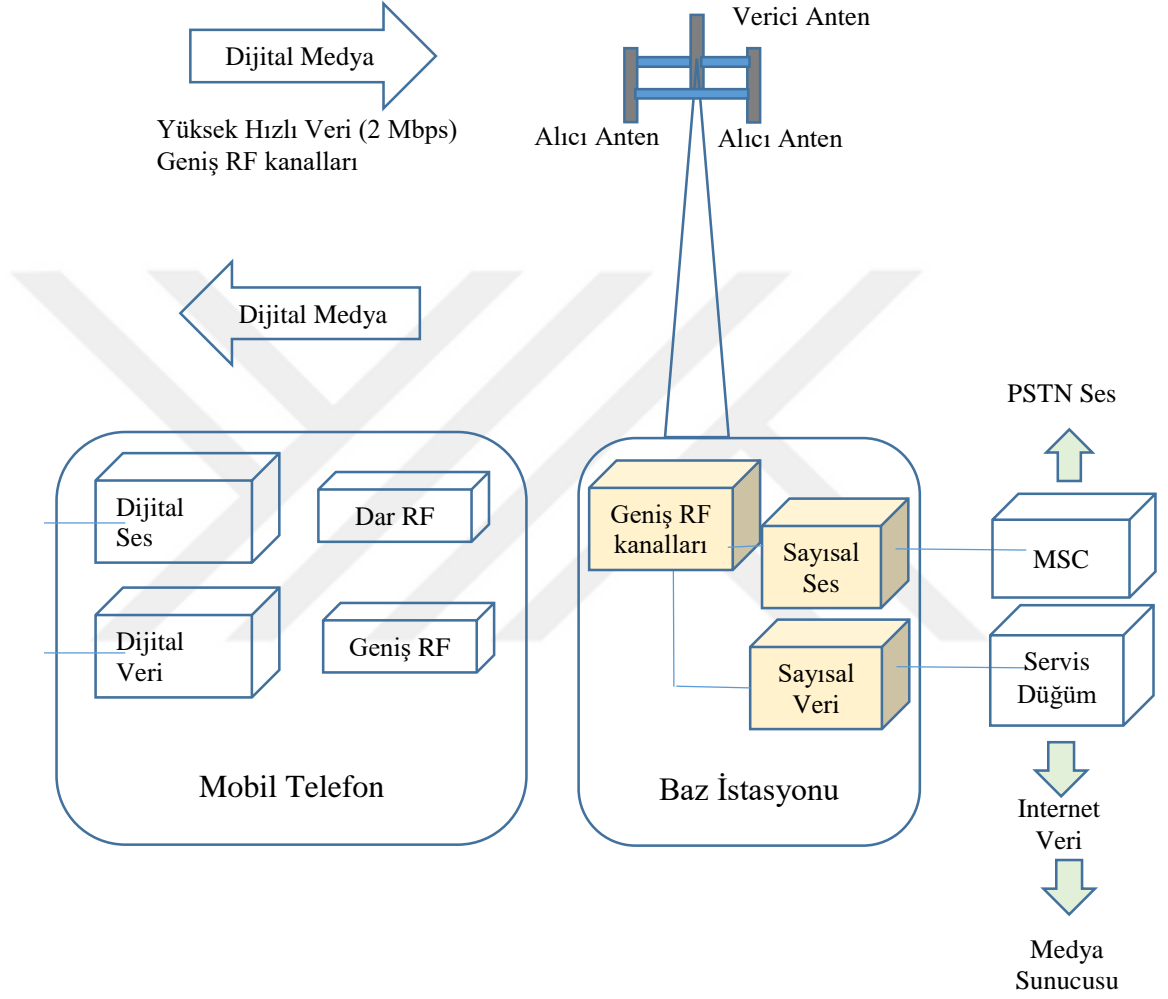 Verici Anten
Dijital Medya
Yüksek Hızlı Veri (2 Mbps)
Geniş RF kanalları
Alıcı Anten
Alıcı Anten
Dijital Medya
PSTN Ses
Dijital
Ses
Dar RF
Geniş RF
kanalları
Sayısal
Ses
MSC
Dijital
Veri
Geniş RF
Sayısal
Veri
Servis
Düğüm
Mobil Telefon
Baz İstasyonu
Internet
Veri
Medya
Sunucusu